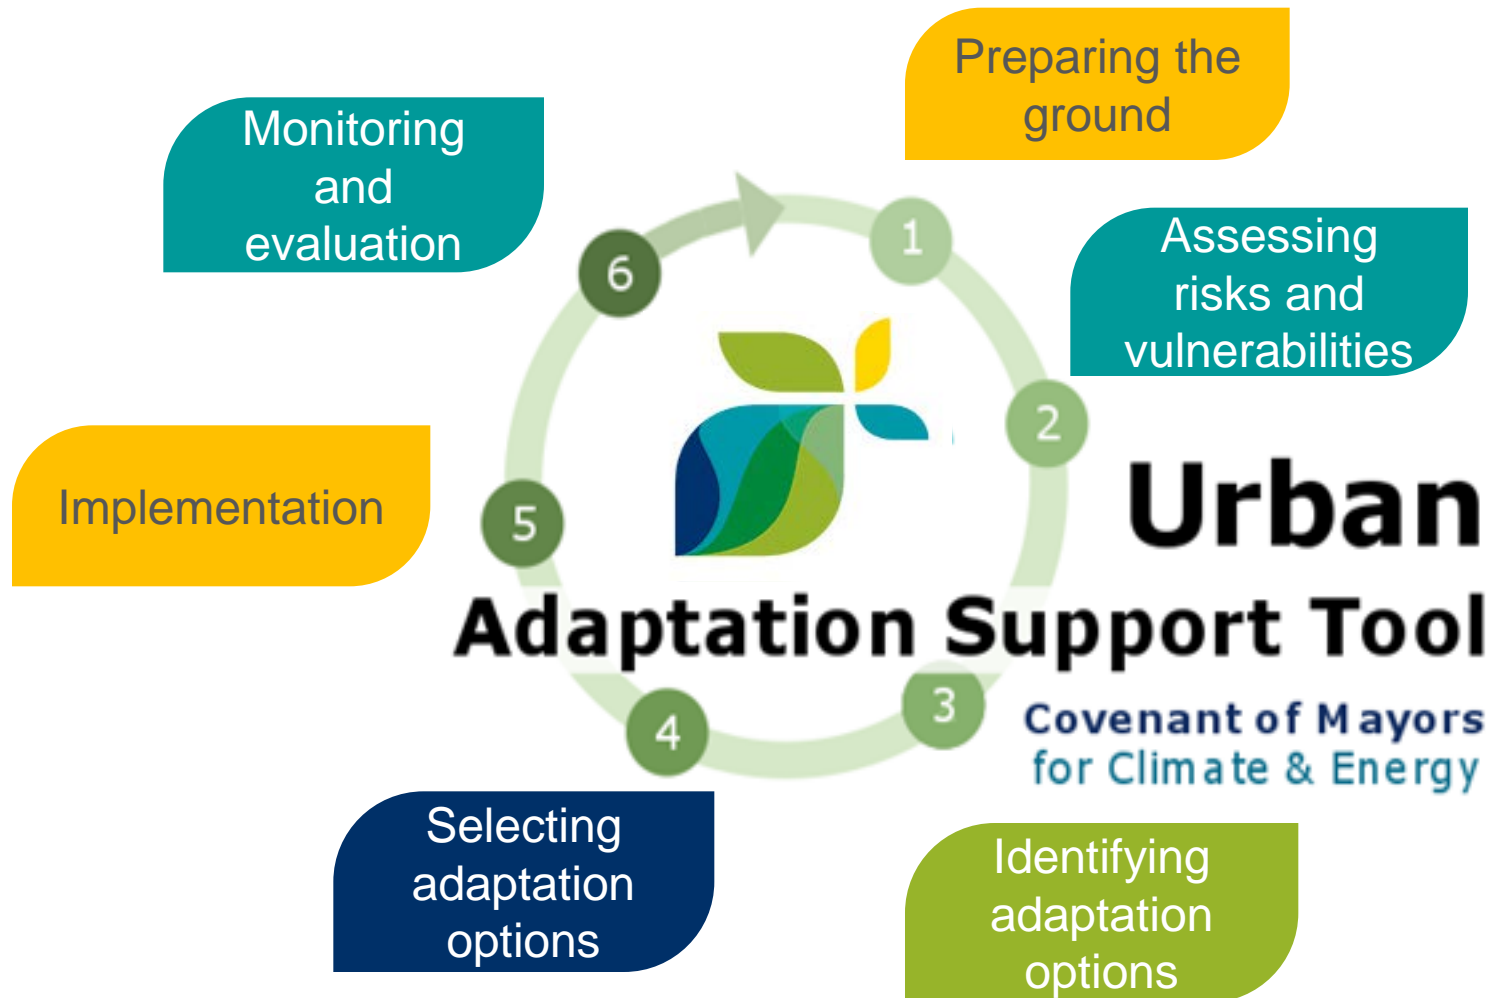 Preparing the
ground
1
Assessing
risks and
vulnerabilities
2
Urban
Adaptation Support Tool
Covenant of Mayors
for Climate & Energy
3
Identifying
adaptation
options
4
Selecting
adaptation
options
5
Implementation
6
Monitoring
and
evaluation